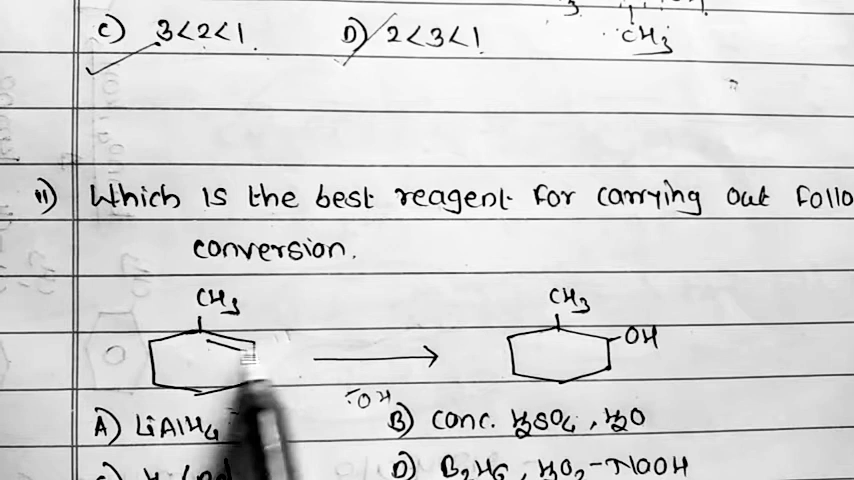 C) 3<2<1 D) 2<3<1 CH3
11) Which is the best reagent for carrying out follo
conversion.
CH3 CH3
OH
-OH
A) LiAlH4 B) conc. H2SO4, H2O
D) B2H6, H2O2-NaOH